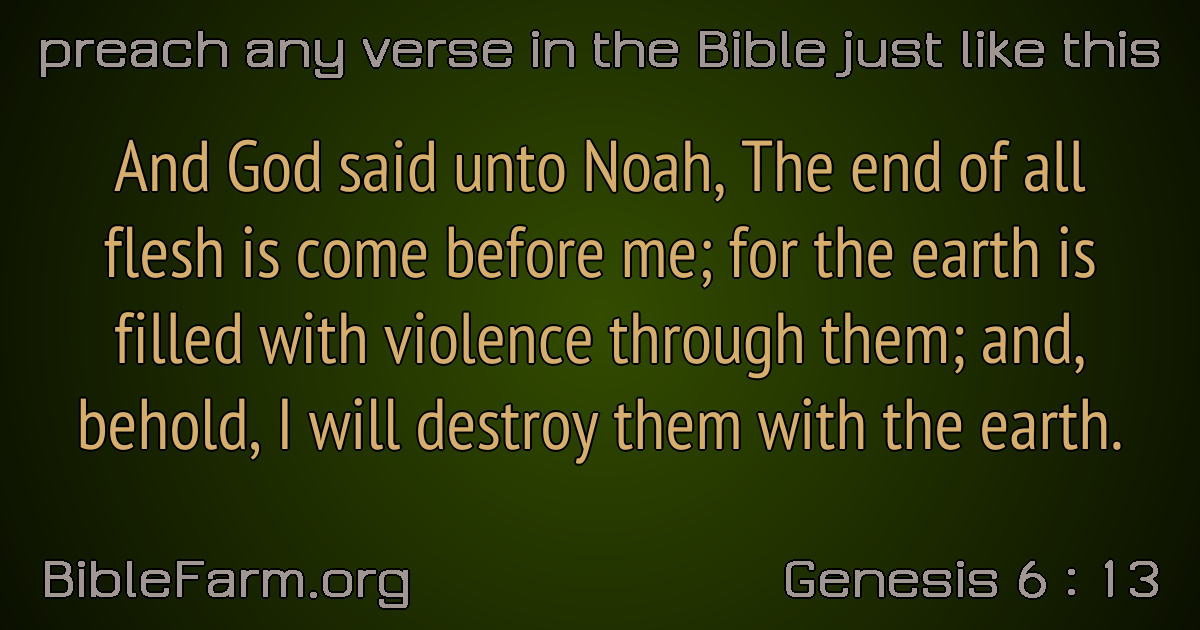 preach any verse in the Bible just like this
And God said unto Noah, The end of all
flesh is come before me; for the earth is
filled with violence through them; and,
behold, I will destroy them with the earth.
BibleFarm.org
Genesis 6 : 13